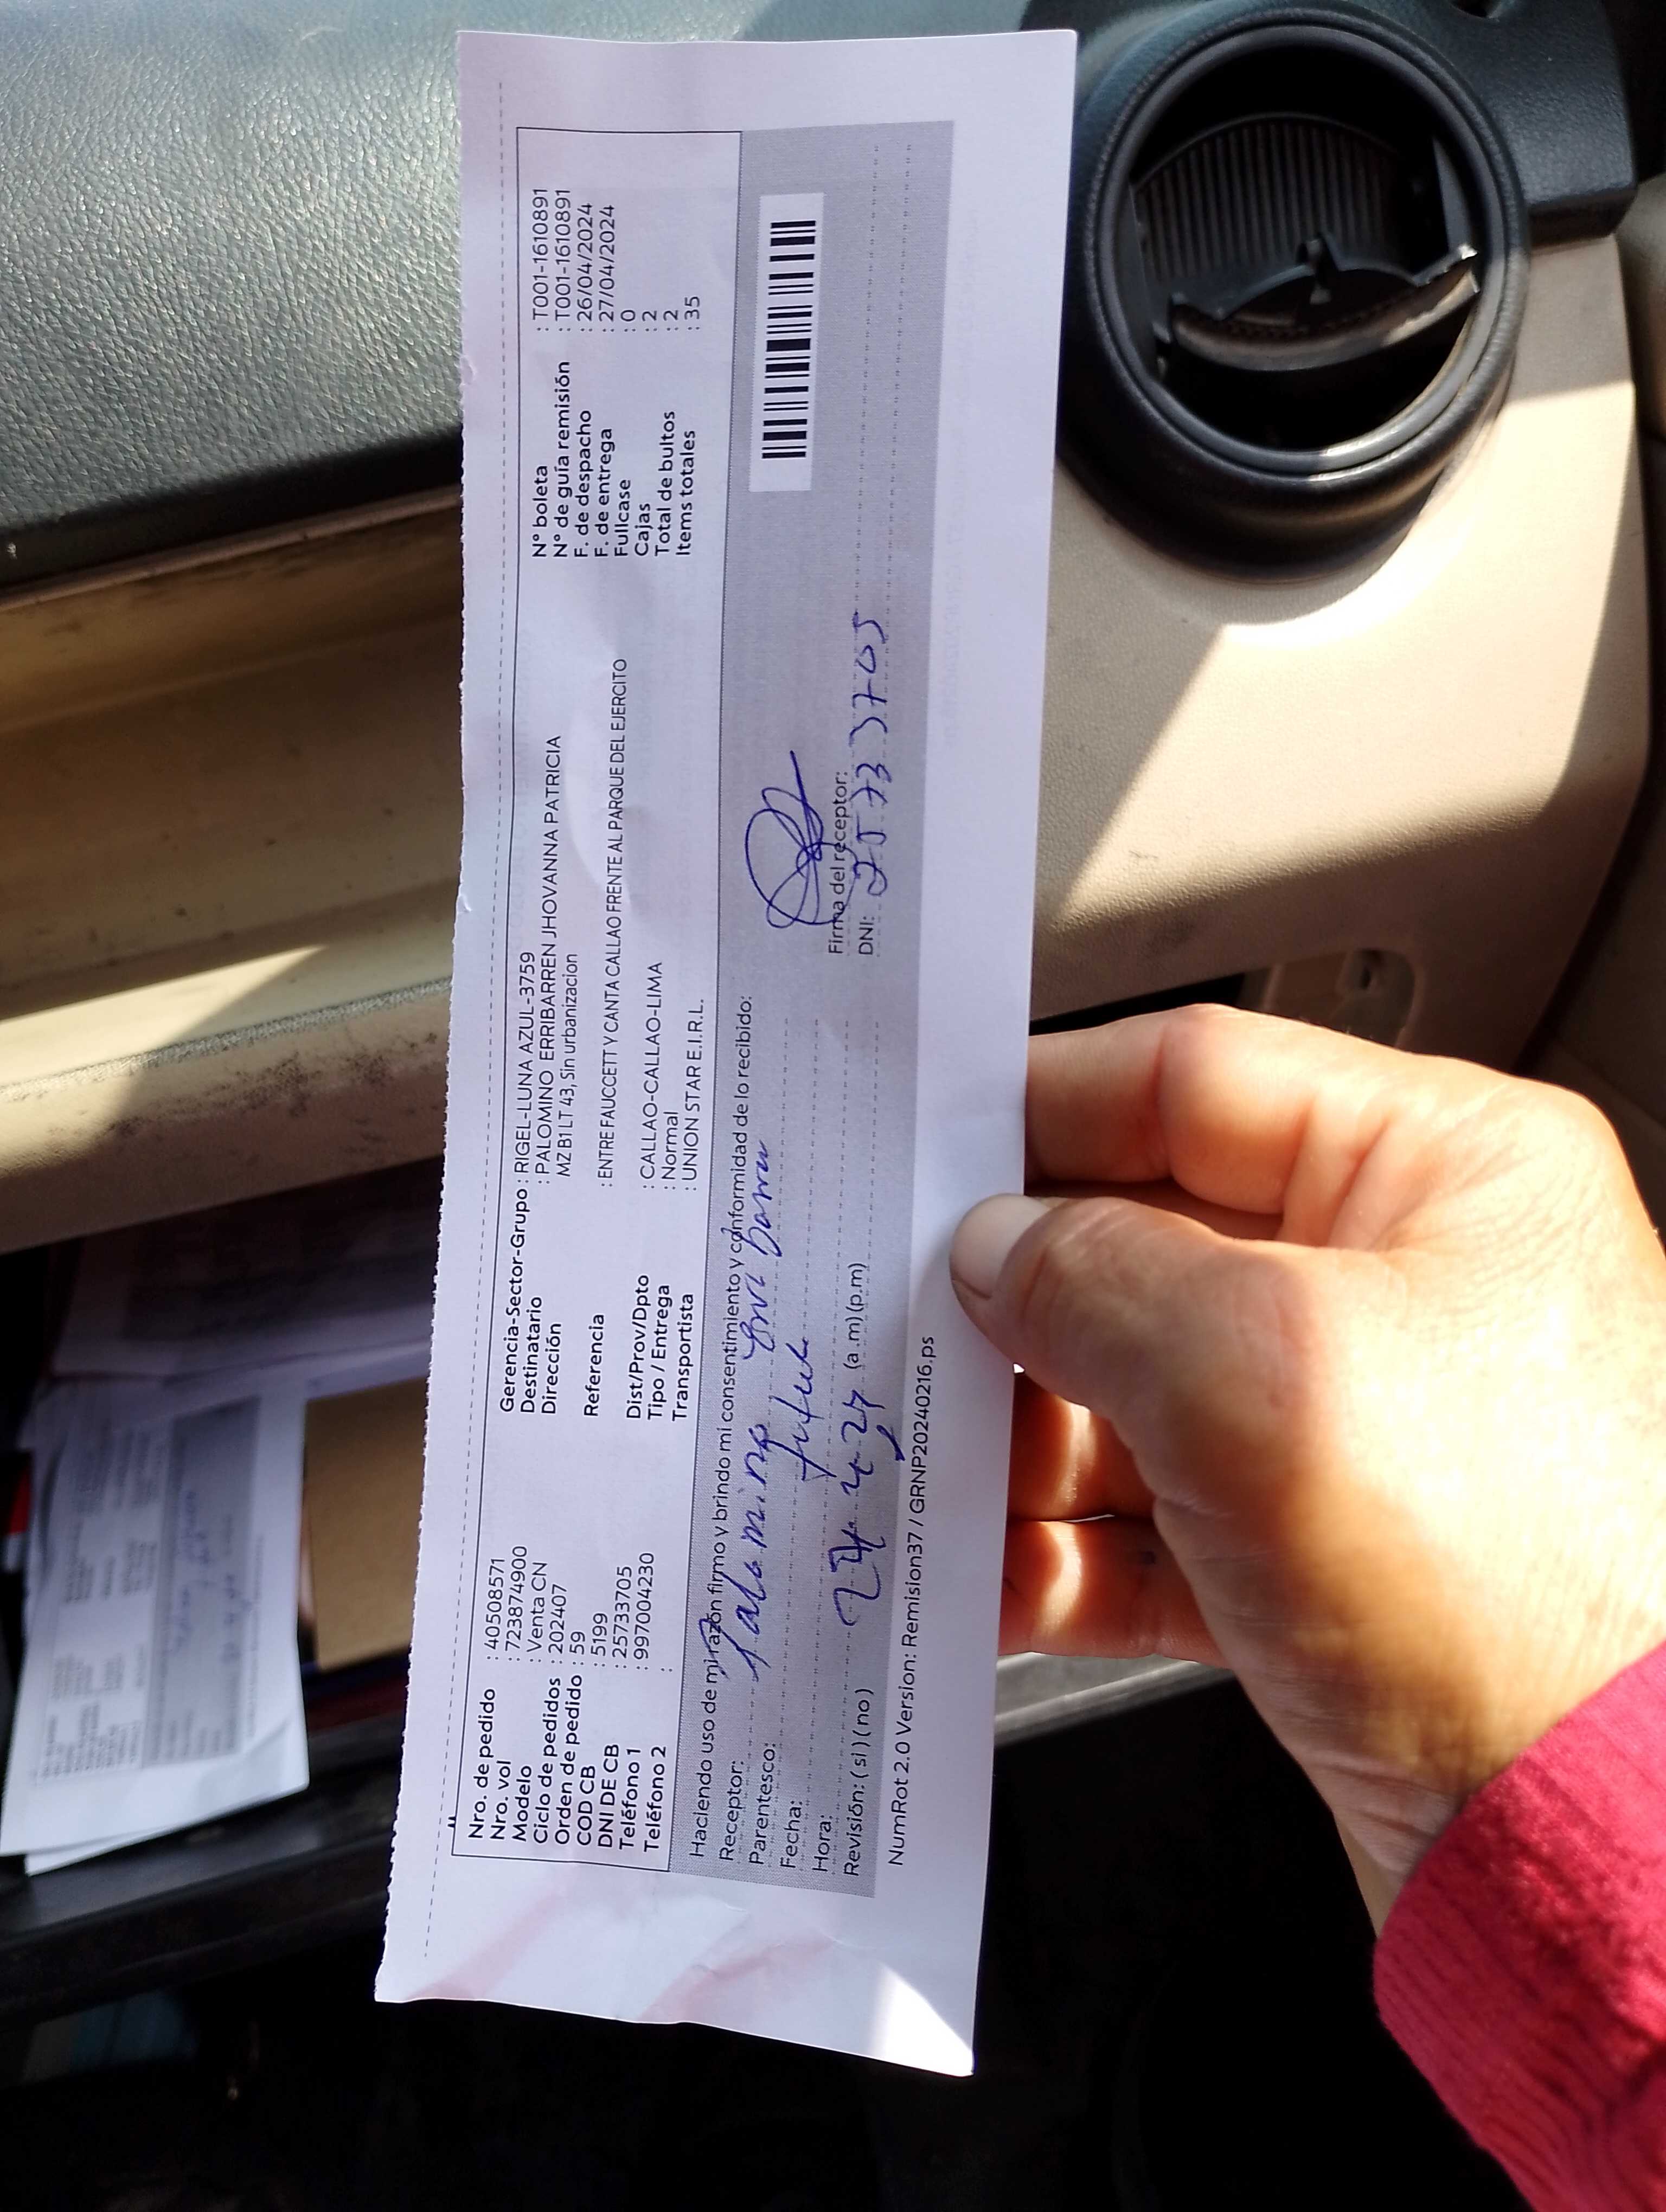 Nro. de pedido : 40508571
Nro. vol : 723874900
Modelo : Venta CN
Ciclo de pedidos : 202407
Orden de pedido : 59
COD CB : 5199
DNI DE CB : 25733705
Teléfono 1 : 997004230
Teléfono 2 :
Gerencia-Sector-Grupo : RIGEL-LUNA AZUL-3759
Destinatario : PALOMINO ERRIBARREN JHOVANNA PATRICIA
Dirección MZ B1 LT 43, Sin urbanizacion
Referencia : ENTRE FAUCCETT Y CANTA CALLAO FRENTE AL PARQUE DEL EJERCITO
Dist/Prov/Dpto : CALLAO-CALLAO-LIMA
Tipo / Entrega : Normal
Transportista : UNION STAR E.I.R.L.
N° boleta : T001-1610891
N° de guía remisión : T001-1610891
F. de despacho : 26/04/2024
F. de entrega : 27/04/2024
Fullcase : 0
Cajas : 2
Total de bultos : 2
Items totales : 35
Haciendo uso de mi razón firmo y brindo mi consentimiento y conformidad de lo recibido:
Receptor: Palomino
Parentesco:
Fecha:
Hora: (a.m)(p.m)
Revisión: (si)(no)
Firma del receptor:
DNI: 25733705
NumRot 2.0 Version: Remision37 / GRNP20240216.ps